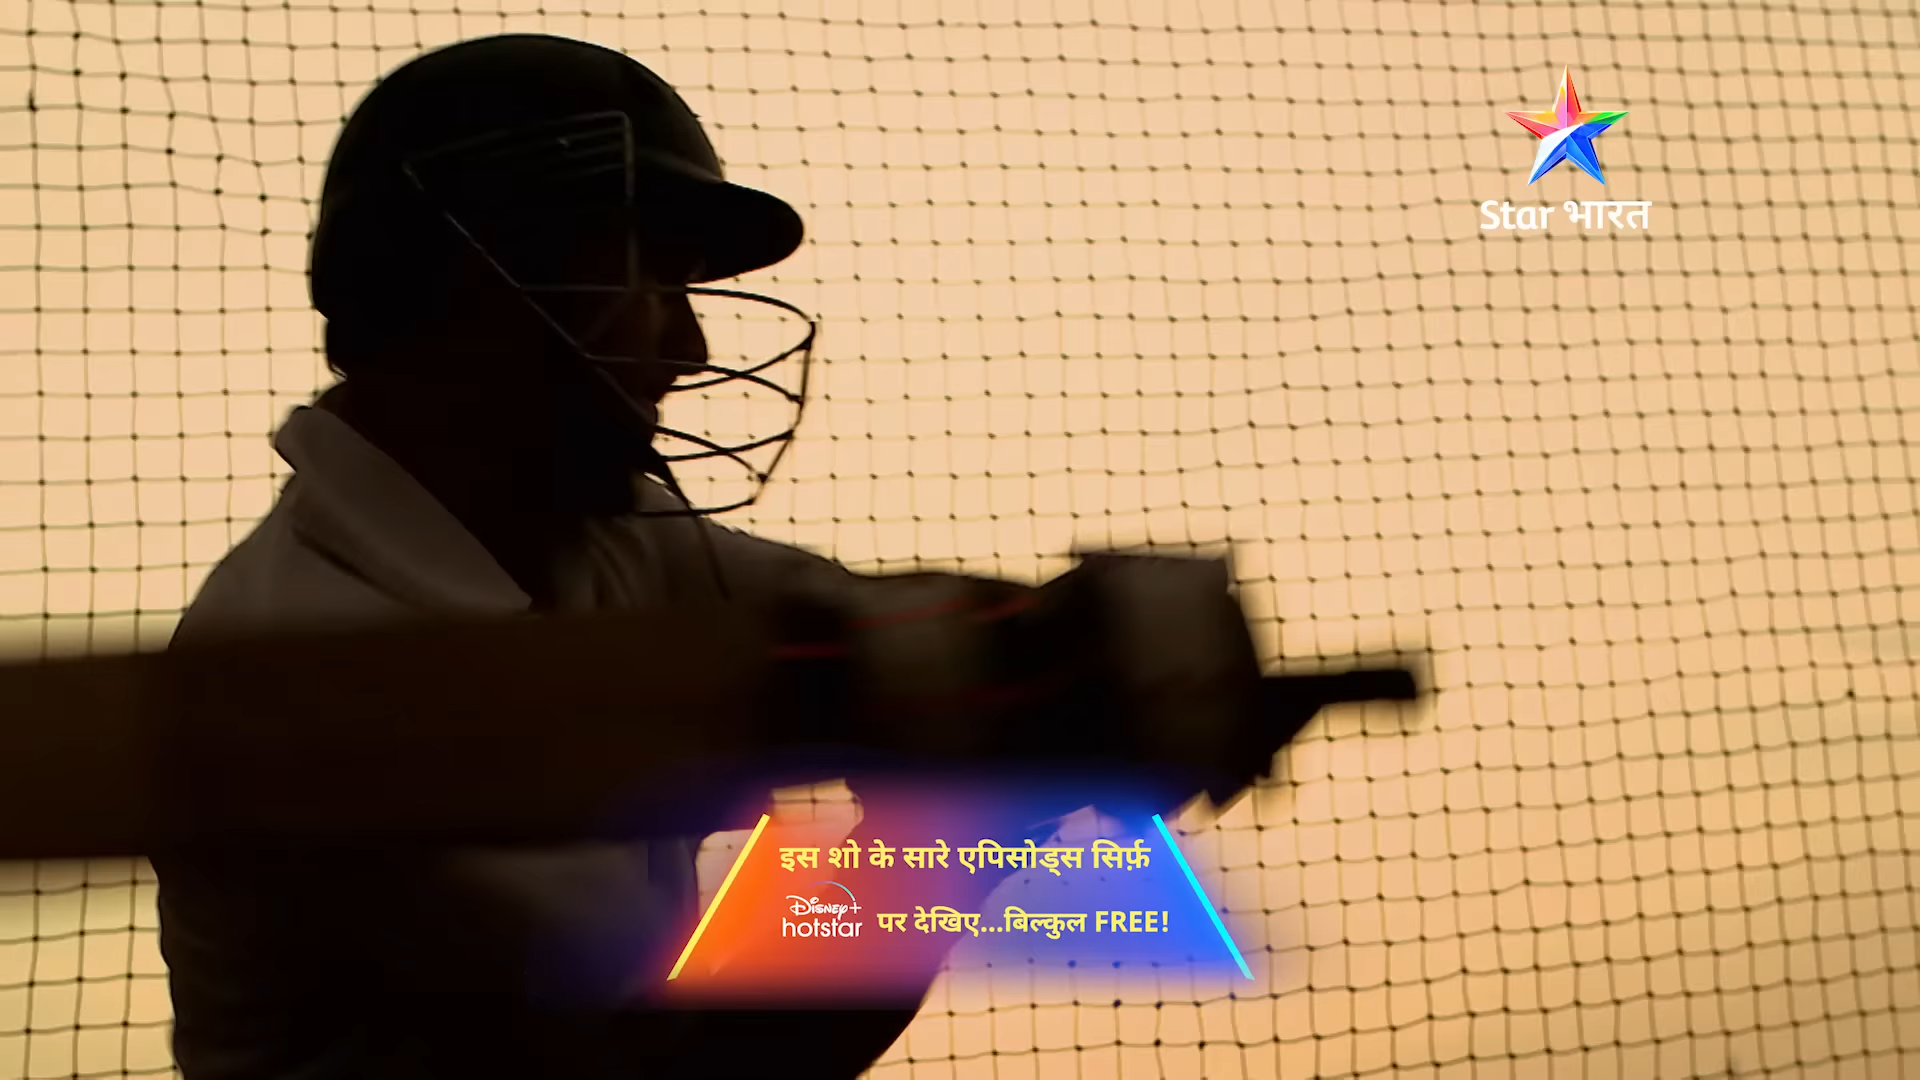 Star भारत
इस शो के सारे एपिसोड्स सिर्फ़
Disney+
hotstar पर देखिए...बिल्कुल FREE!